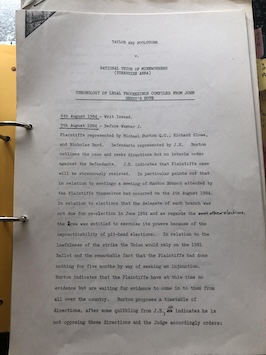 TAYLOR AND FOULSTONE
v.
NATIONAL UNION OF MINEWORKERS
(YORKSHIRE AREA)
CHRONOLOGY OF LEGAL PROCEEDINGS COMPILED FROM JOHN
NOTE
8th August 1984 - Writ Issued.
9th August 1984 - Before Warner J.
Plaintiffs represented by Michael Burton Q.C., Richard
and Nicholas Bard. Defendants represented by J.H. Burton
outlines the case and seeks directions but no interim order
against the Defendants. J.H. indicates that Plaintiffs case
will be strenuously resisted. In particular points out that
in relation to meetings a meeting of Manton Branch attended by
the Plaintiffs themselves had occurred on the 3rd August 1984.
In relation to elections that the delegate of each branch was
not due for re-election in June 1984 and as regards the other elections,
the Area was entitled to exercise its powers because of the
impracticability of pit-head elections. In relation to the
lawfulness of the strike the Union would rely on the 1981
Ballot and the remarkable fact that the Plaintiffs had done
nothing for five months by way of seeking an injunction.
Burton indicates that the Plaintiffs have at this time no
evidence but are waiting for evidence to come in to them from
all over the country. Burton proposes a timetable of
directions, after some quibbling from J.H., indicates he is
not opposing these directions and the Judge accordingly orders: